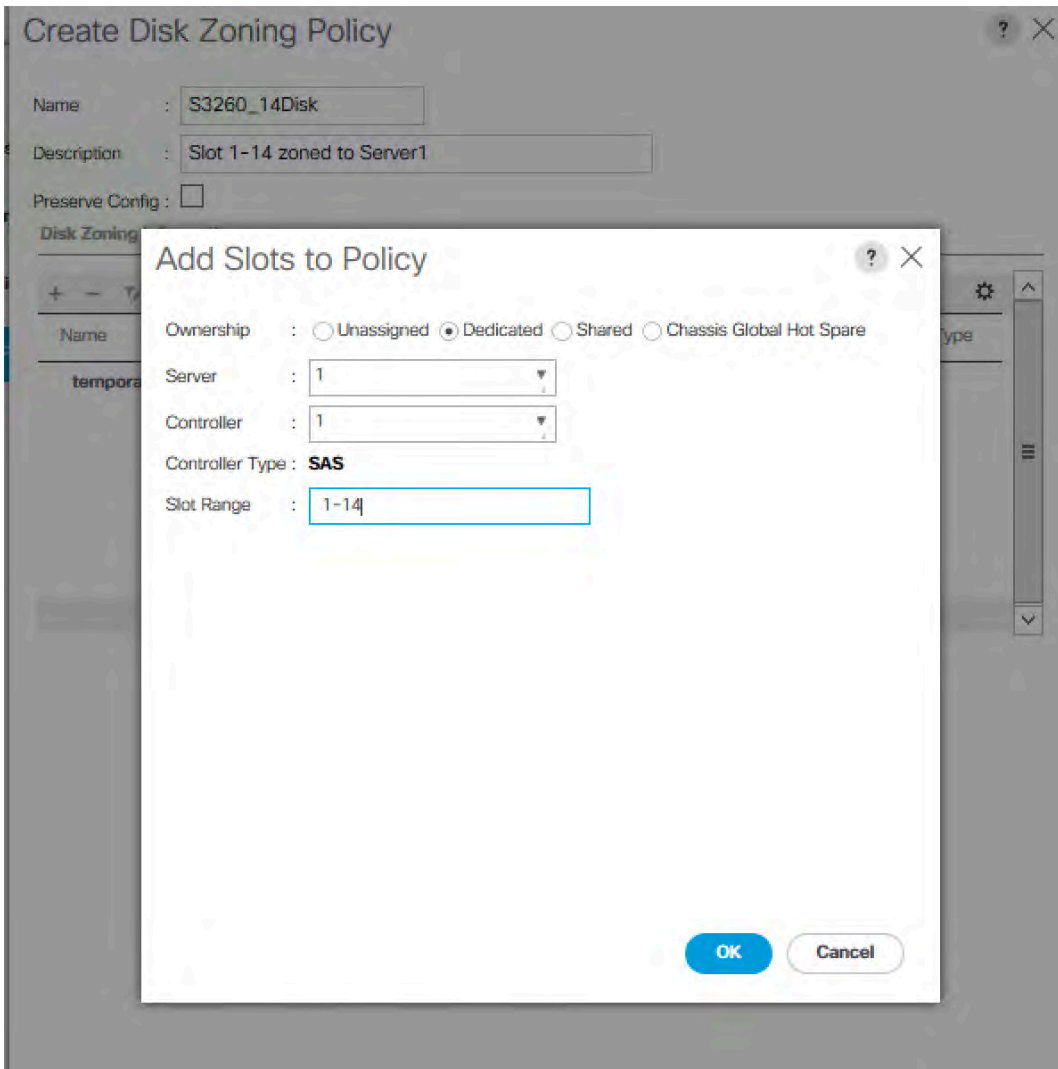 Create Disk Zoning Policy ? ×
Name : S3260_14Disk
Description : Slot 1-14 zoned to Server1
Preserve Config :
Disk Zoning
Add Slots to Policy ? ×
+ −
Name
Ownership : Unassigned Dedicated Shared Chassis Global Hot Spare
Server : 1
tempora
Controller : 1
Controller Type : SAS
Slot Range : 1-14
OK Cancel